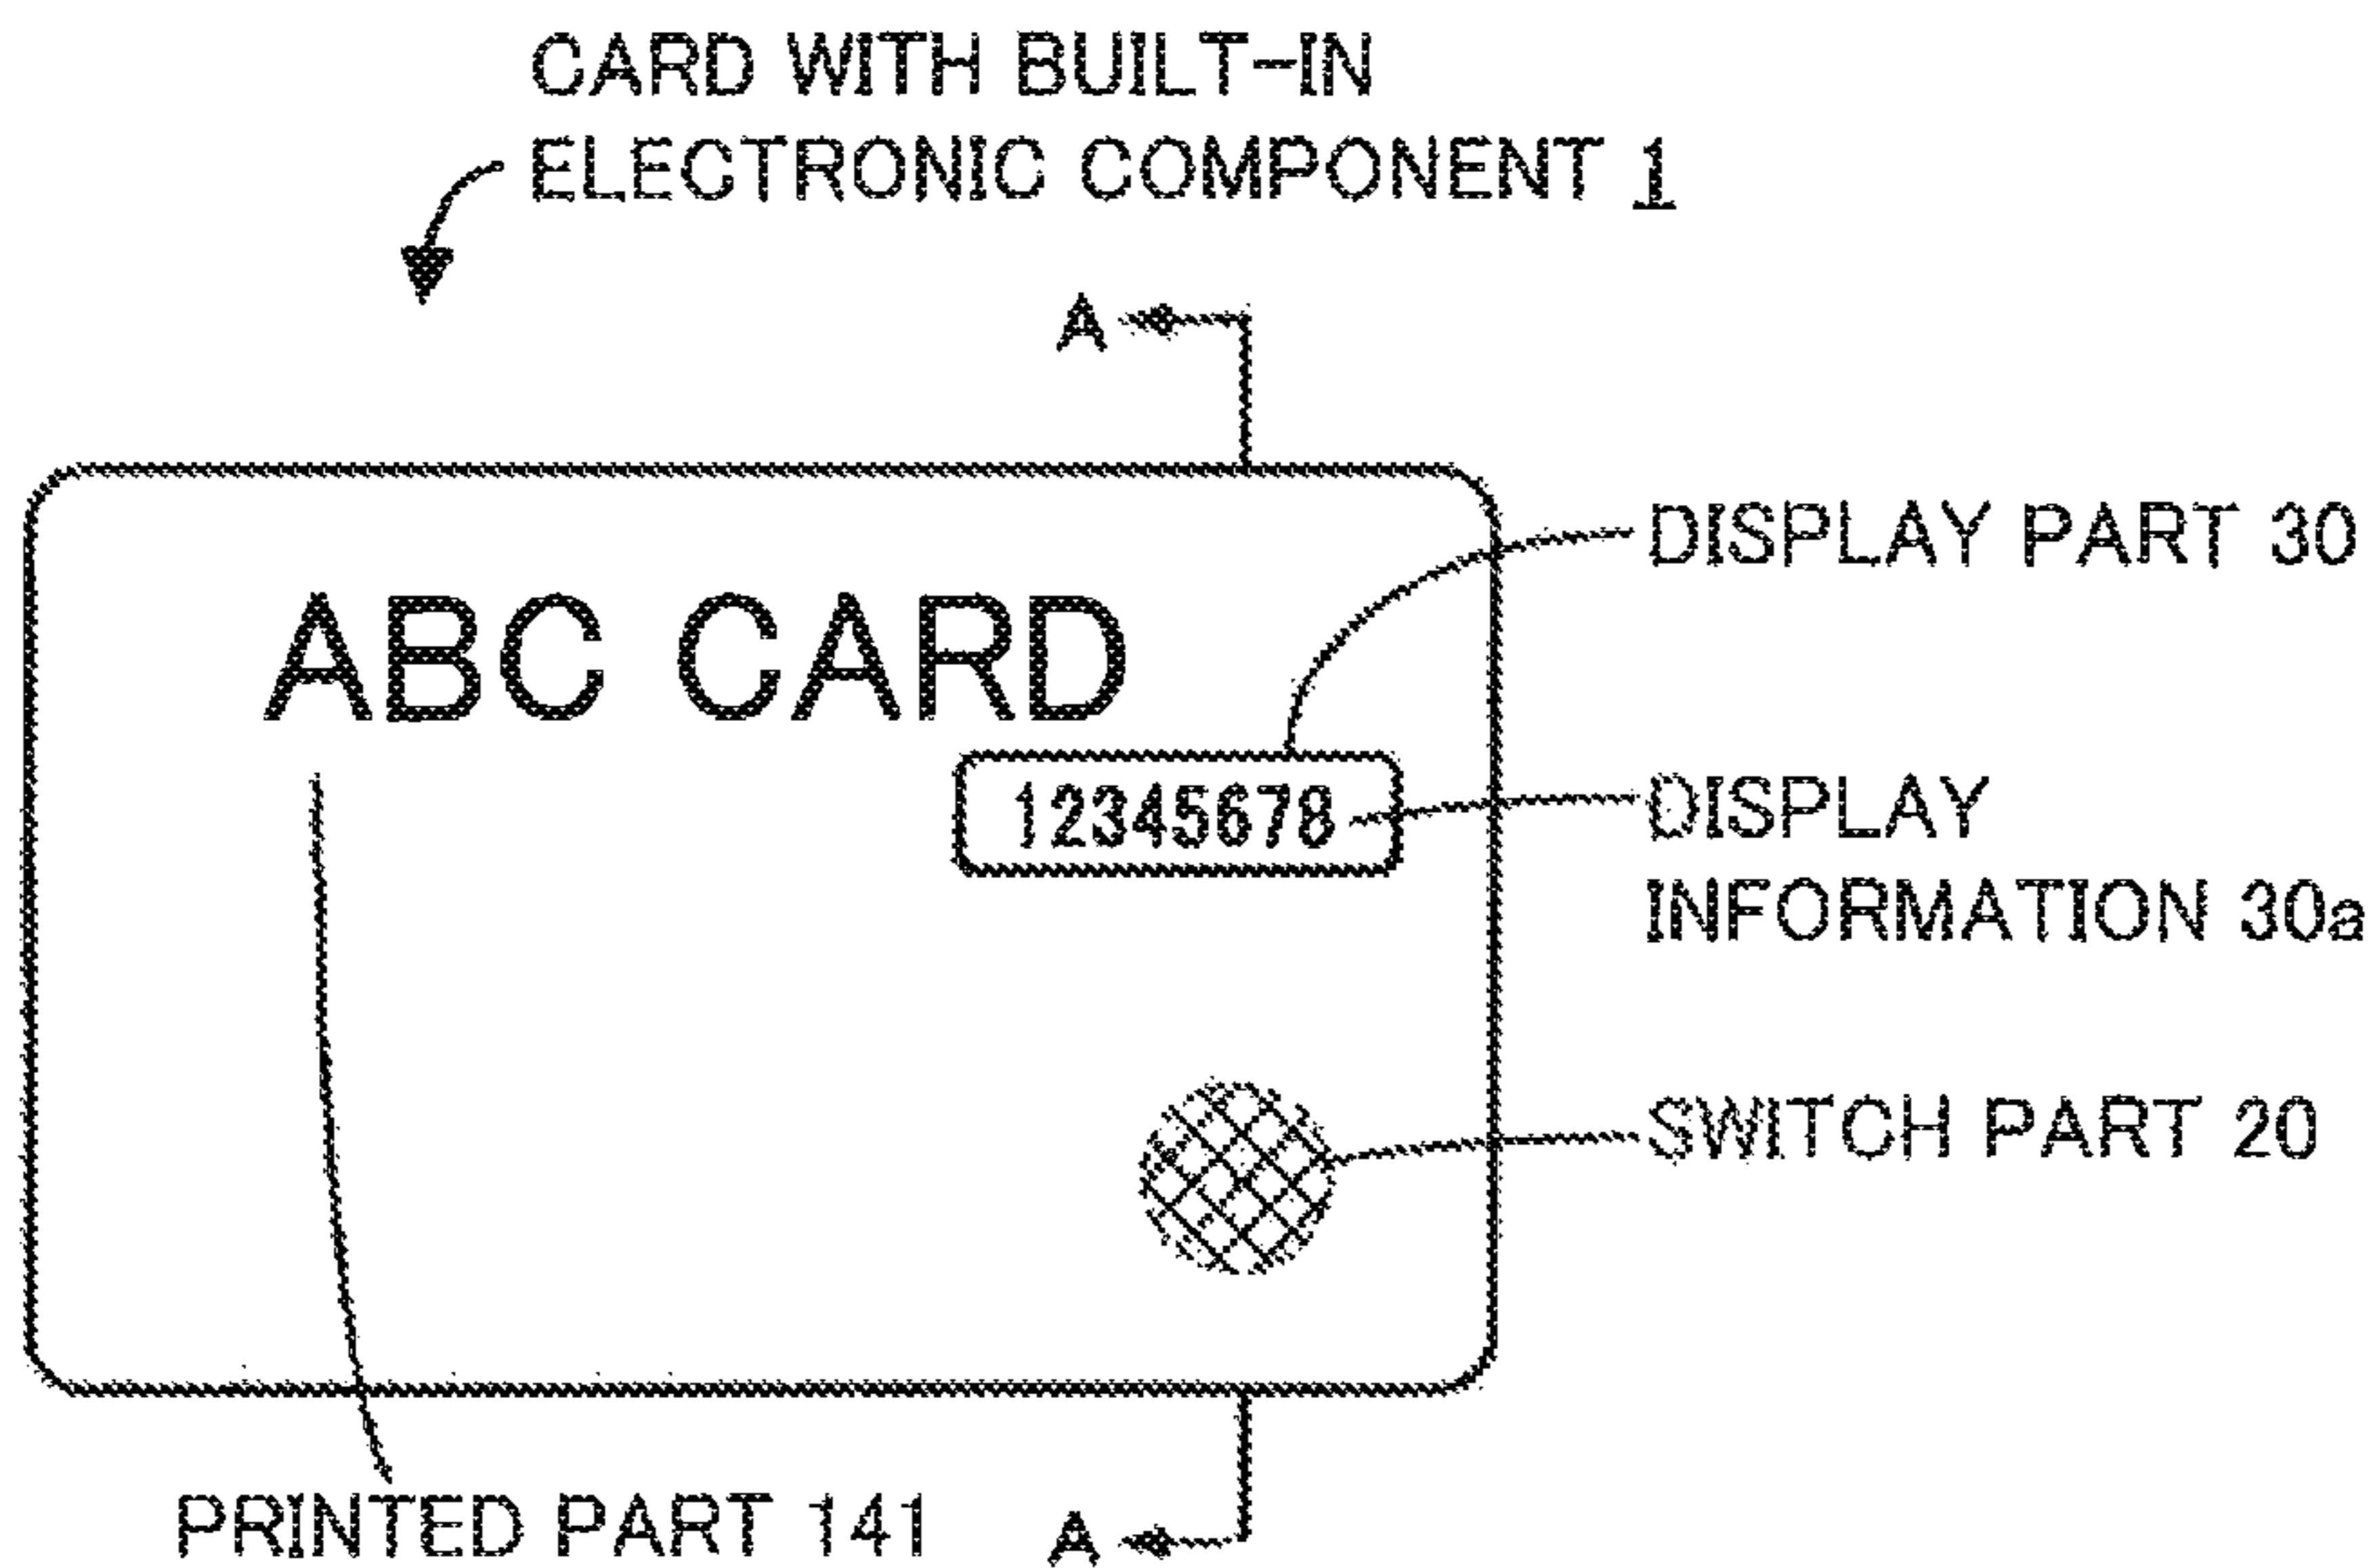 CARD WITH BUILT-IN
ELECTRONIC COMPONENT 1
A
DISPLAY PART 30
ABC CARD
12345678
DISPLAY
INFORMATION 30a
SWITCH PART 20
PRINTED PART 141
A